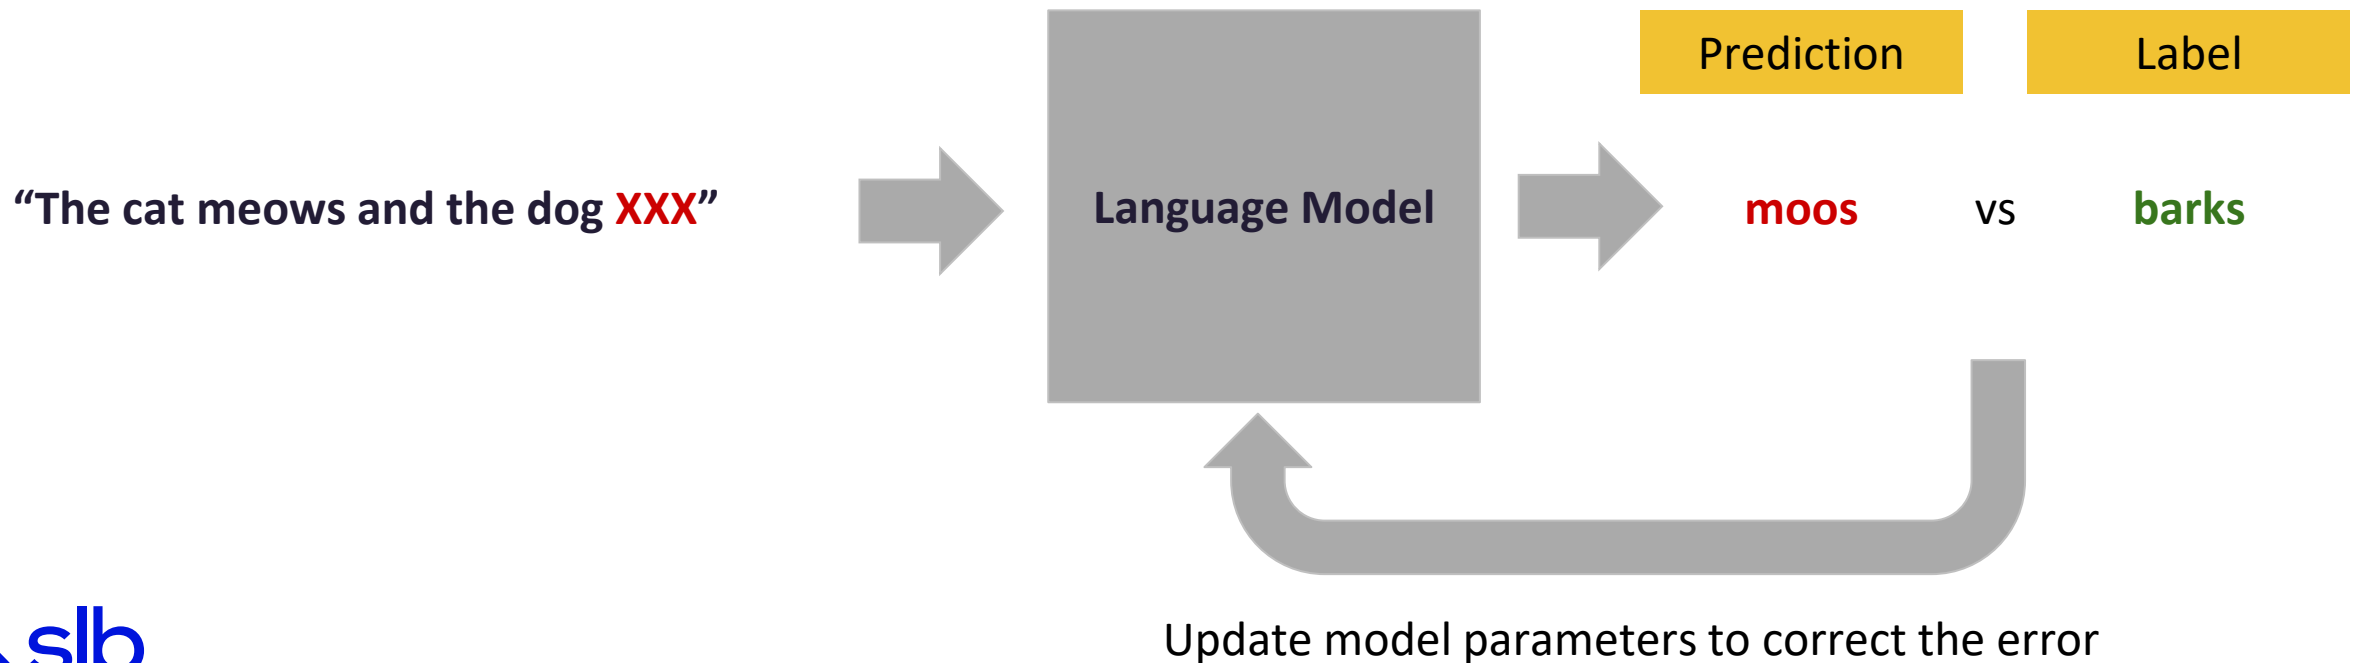 Prediction
Label
“The cat meows and the dog XXX”
Language Model
moos vs barks
Update model parameters to correct the error
slb